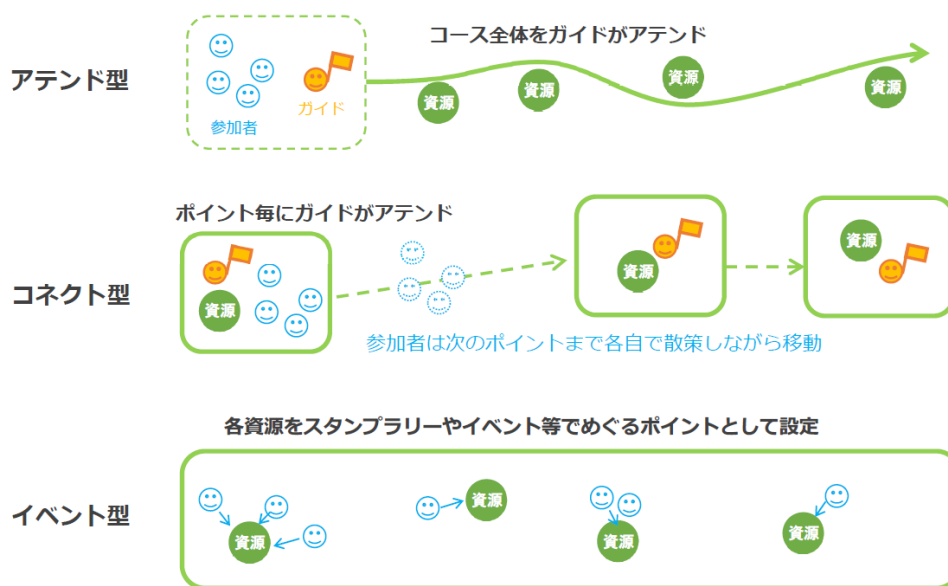 コース全体をガイドがアテンド
アテンド型
参加者
ガイド
資源
資源
資源
資源
ポイント毎にガイドがアテンド
コネクト型
資源
資源
資源
参加者は次のポイントまで各自で散策しながら移動
各資源をスタンプラリーやイベント等でめぐるポイントとして設定
イベント型
資源
資源
資源
資源